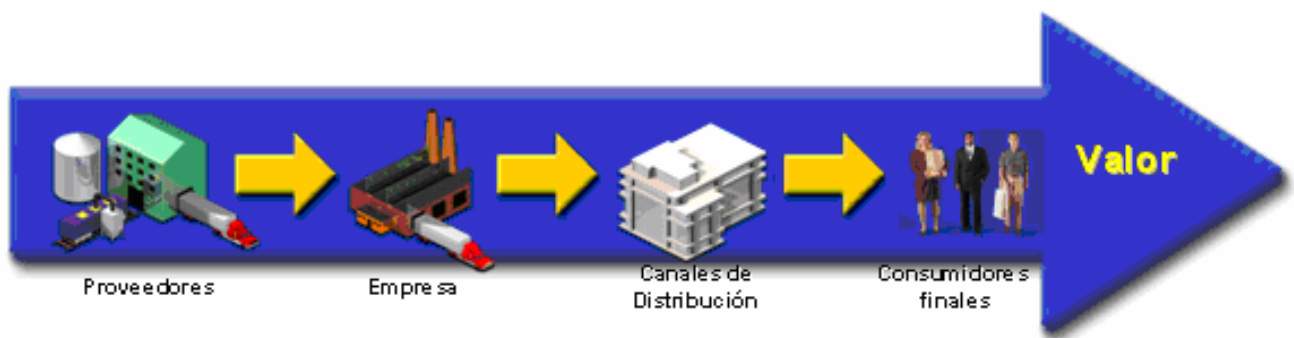 Valor
Proveedores
Empresa
Canales de
Distribución
Consumidores
finales